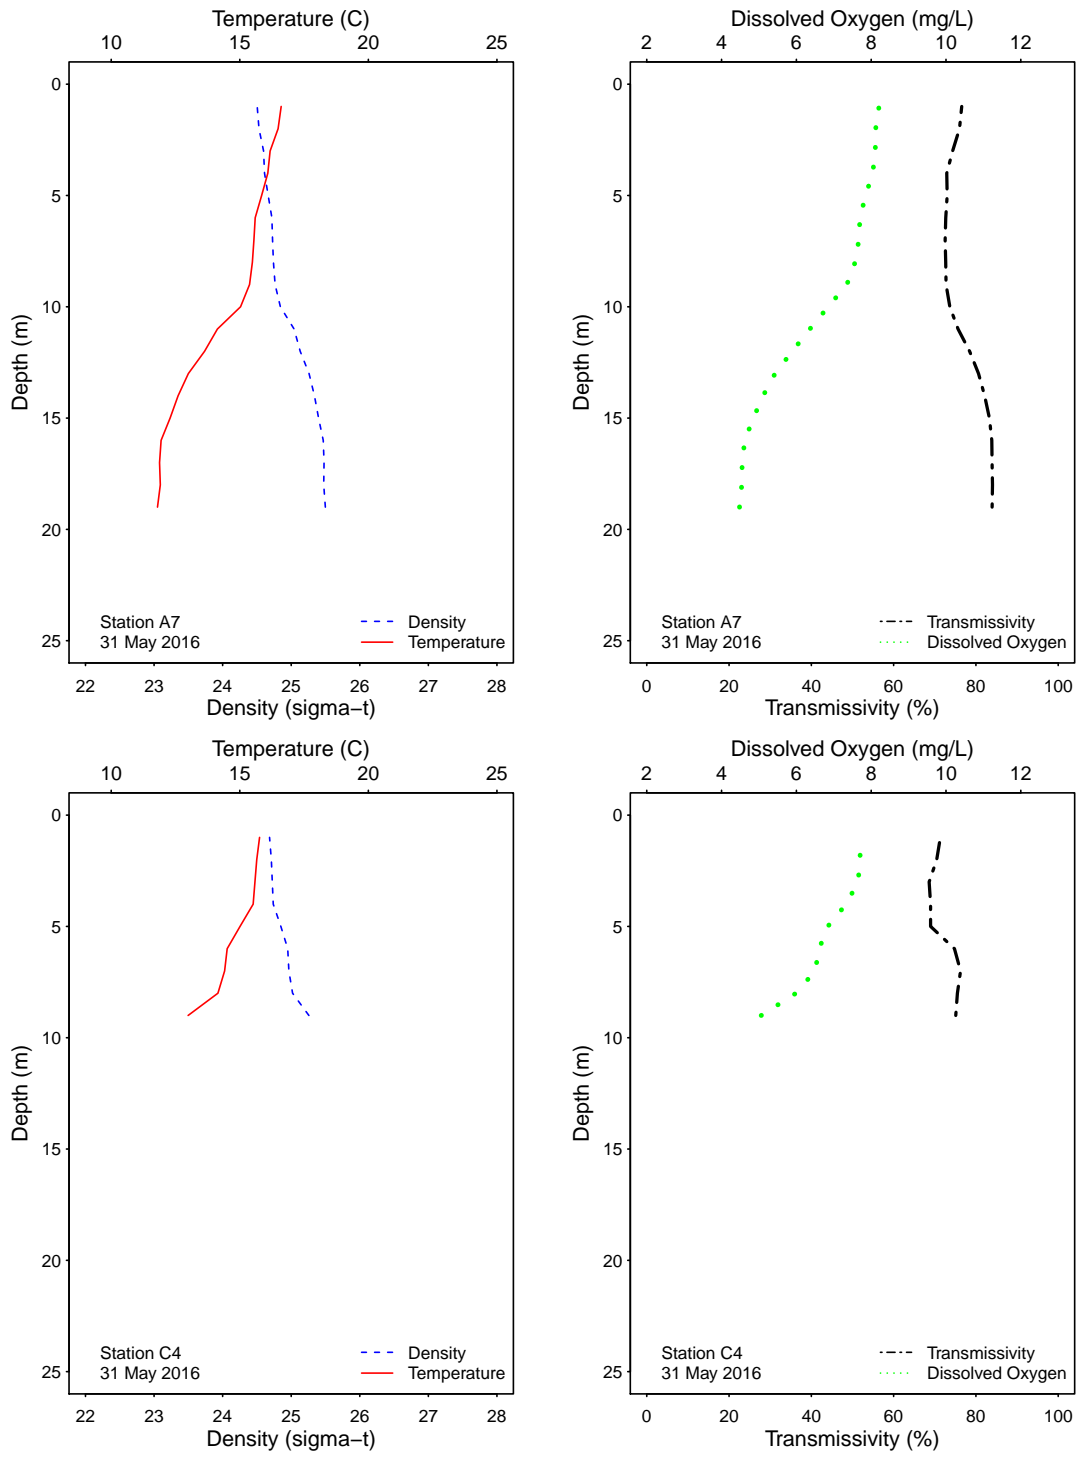 Temperature (C)
10 15 20 25
0
5
10
15
20
25
Depth (m)
Station A7
31 May 2016
Density
Temperature
22 23 24 25 26 27 28
Density (sigma−t)
Dissolved Oxygen (mg/L)
2 4 6 8 10 12
0
5
10
15
20
25
Depth (m)
Station A7
31 May 2016
Transmissivity
Dissolved Oxygen
0 20 40 60 80 100
Transmissivity (%)
Temperature (C)
10 15 20 25
0
5
10
15
20
25
Depth (m)
Station C4
31 May 2016
Density
Temperature
22 23 24 25 26 27 28
Density (sigma−t)
Dissolved Oxygen (mg/L)
2 4 6 8 10 12
0
5
10
15
20
25
Depth (m)
Station C4
31 May 2016
Transmissivity
Dissolved Oxygen
0 20 40 60 80 100
Transmissivity (%)